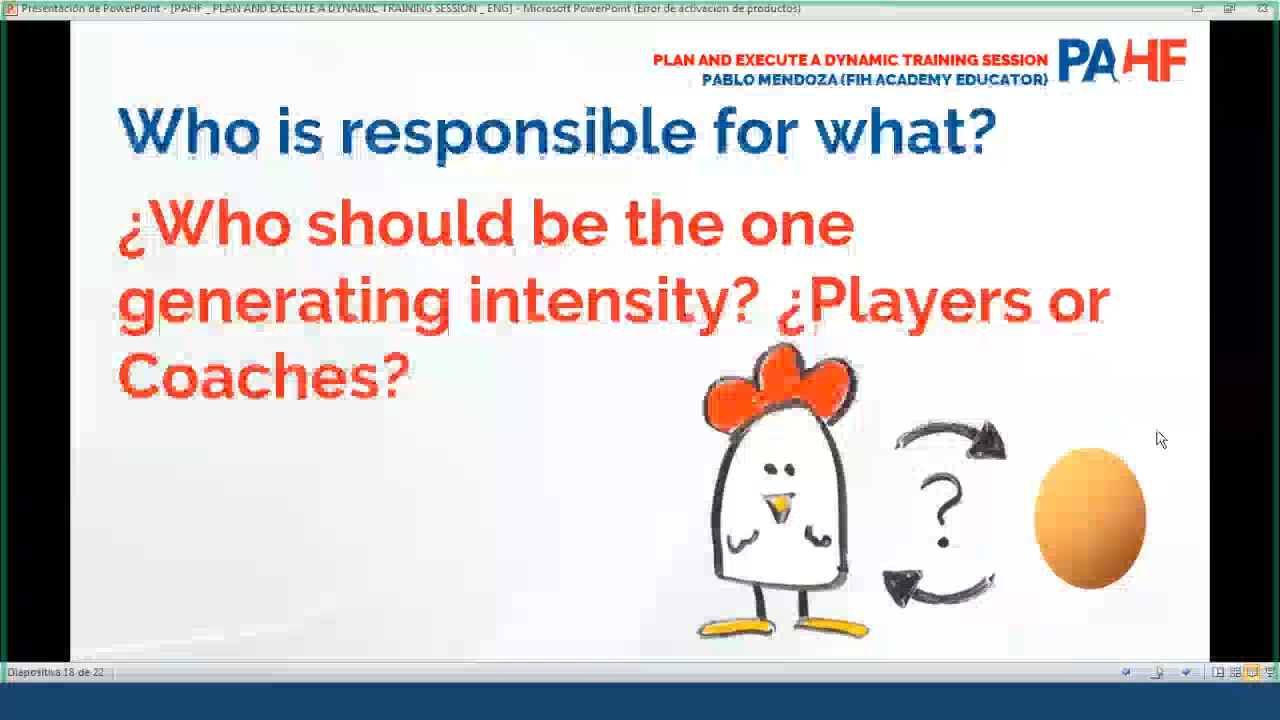 Presentación de PowerPoint - [PAHF _ PLAN AND EXECUTE A DYNAMIC TRAINING SESSION _ ENG] - Microsoft PowerPoint (Error de activación de productos)
PLAN AND EXECUTE A DYNAMIC TRAINING SESSION
PABLO MENDOZA (FIH ACADEMY EDUCATOR)
PAHF
Who is responsible for what?
¿Who should be the one
generating intensity? ¿Players or
Coaches?
?
Diapositiva 18 de 22